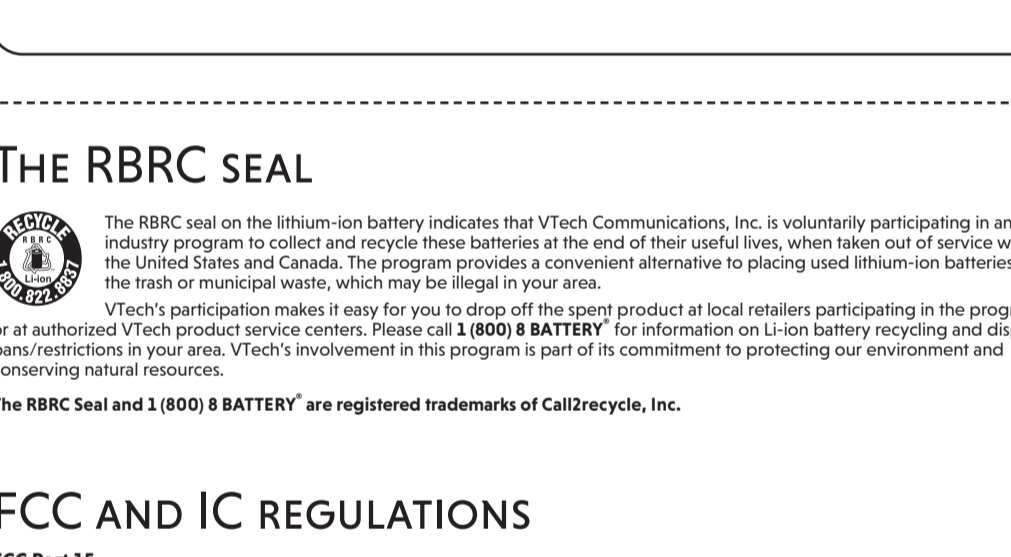 THE RBRC SEAL
RECYCLE
RBRC
Li-ion
1.800.822.8837
The RBRC seal on the lithium-ion battery indicates that VTech Communications, Inc. is voluntarily participating in an
industry program to collect and recycle these batteries at the end of their useful lives, when taken out of service w
the United States and Canada. The program provides a convenient alternative to placing used lithium-ion batteries
the trash or municipal waste, which may be illegal in your area.
VTech's participation makes it easy for you to drop off the spent product at local retailers participating in the prog
or at authorized VTech product service centers. Please call 1 (800) 8 BATTERY® for information on Li-ion battery recycling and dis
bans/restrictions in your area. VTech's involvement in this program is part of its commitment to protecting our environment and
onserving natural resources.
The RBRC Seal and 1 (800) 8 BATTERY® are registered trademarks of Call2recycle, Inc.
FCC AND IC REGULATIONS